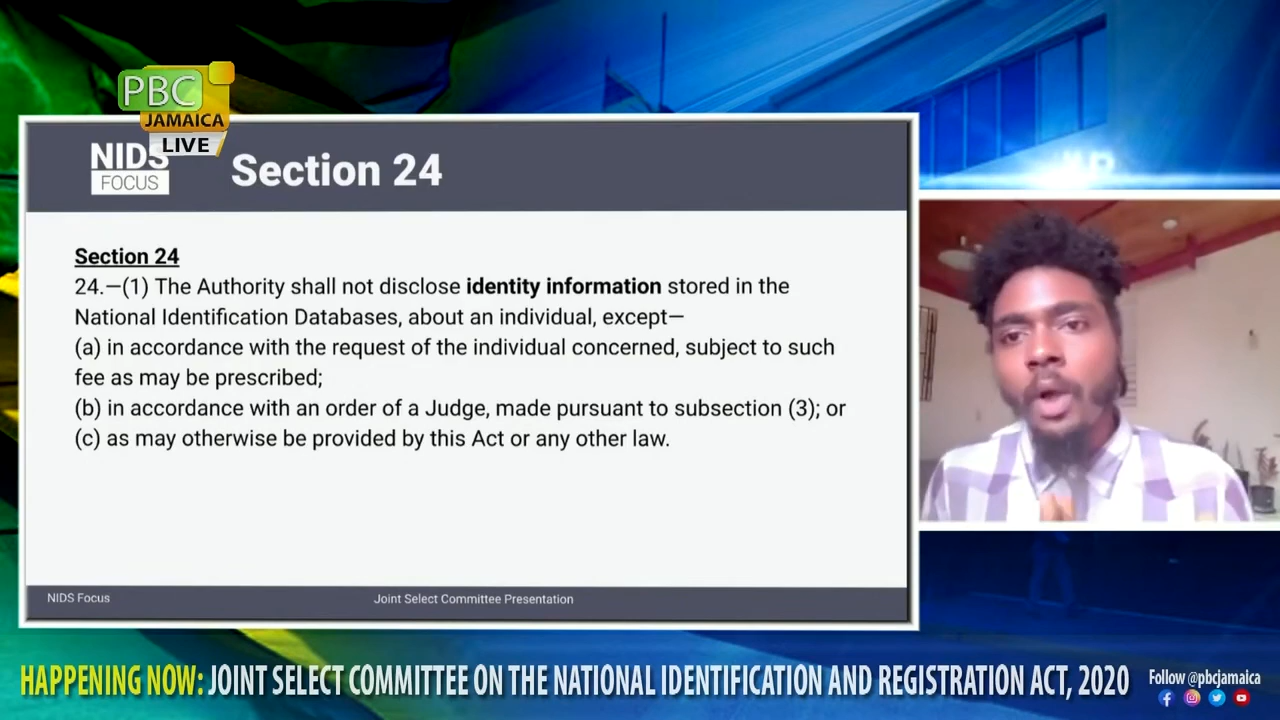 PBC
JAMAICA
LIVE
NIDS
FOCUS
Section 24
Section 24
24.—(1) The Authority shall not disclose identity information stored in the
National Identification Databases, about an individual, except—
(a) in accordance with the request of the individual concerned, subject to such
fee as may be prescribed;
(b) in accordance with an order of a Judge, made pursuant to subsection (3); or
(c) as may otherwise be provided by this Act or any other law.
NIDS Focus
Joint Select Committee Presentation
HAPPENING NOW: JOINT SELECT COMMITTEE ON THE NATIONAL IDENTIFICATION AND REGISTRATION ACT, 2020
Follow @pbcjamaica